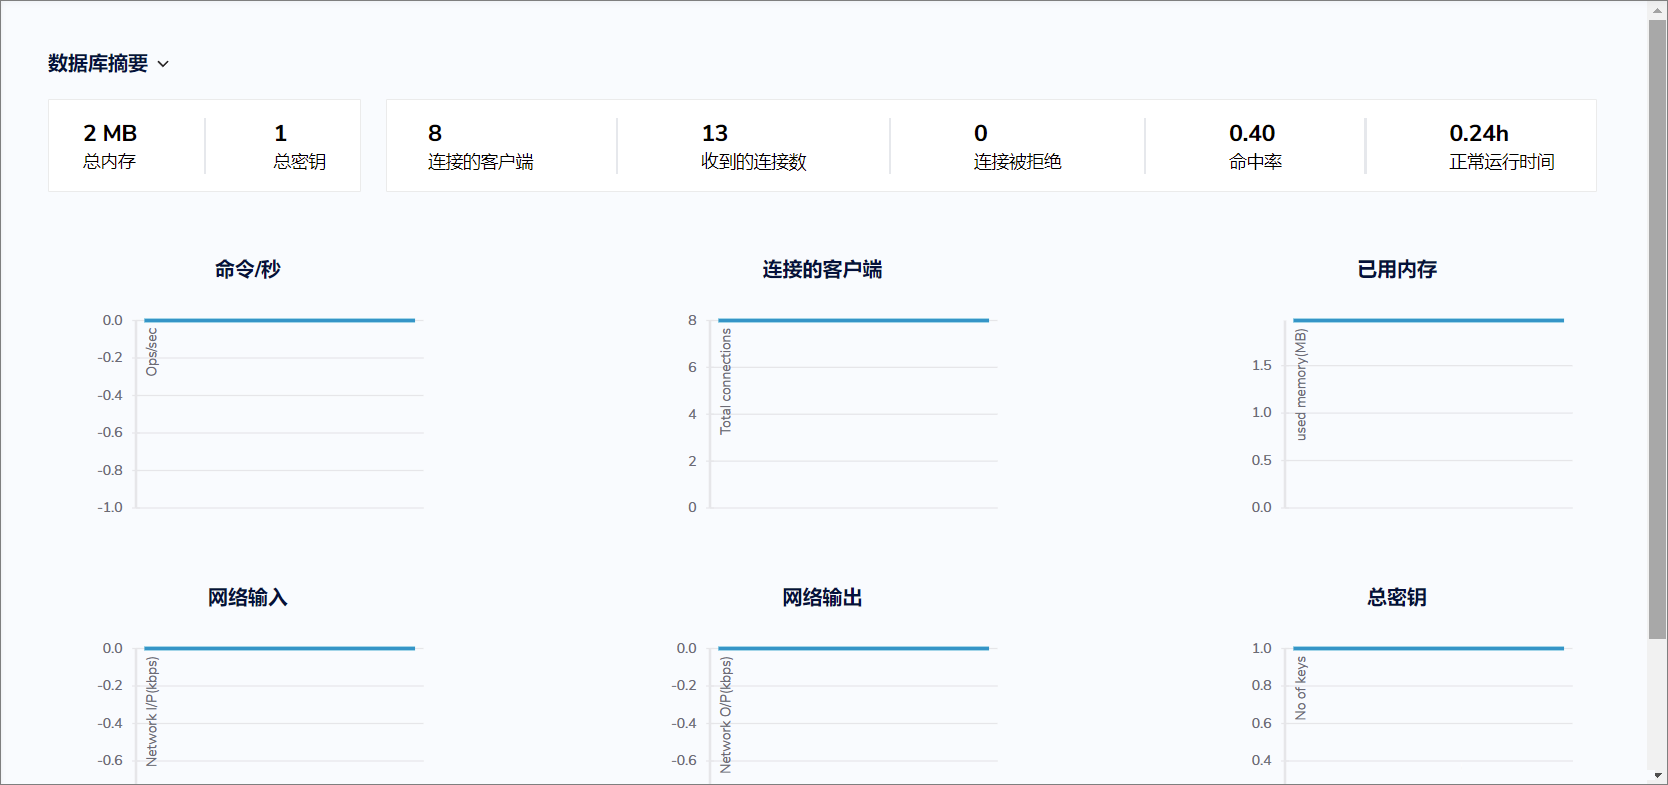 数据库摘要
2 MB
总内存
1
总密钥
8
连接的客户端
13
收到的连接数
0
连接被拒绝
0.40
命中率
0.24h
正常运行时间
命令/秒
0.0
-0.2
-0.4
-0.6
-0.8
-1.0
Ops/sec
连接的客户端
8
6
4
2
0
Total connections
已用内存
1.5
1.0
0.5
0.0
used memory(MB)
网络输入
0.0
-0.2
-0.4
-0.6
Network I/P(kbps)
网络输出
0.0
-0.2
-0.4
-0.6
Network O/P(kbps)
总密钥
1.0
0.8
0.6
0.4
No of keys